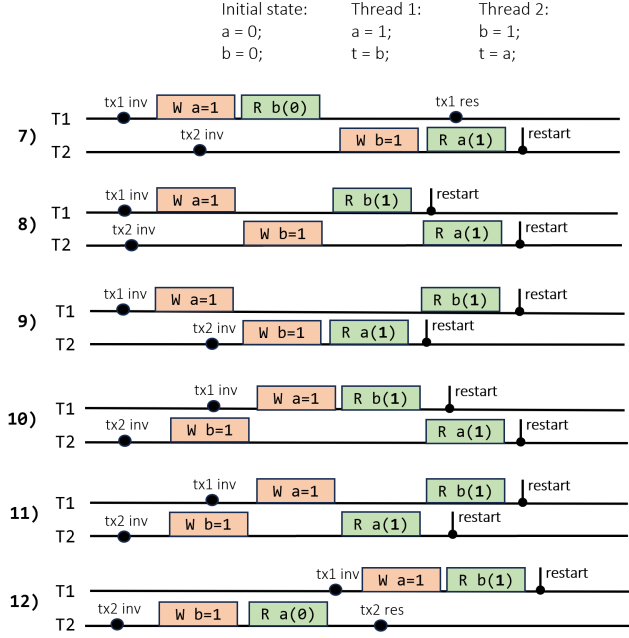 Initial state: Thread 1: Thread 2:
a = 0; a = 1; b = 1;
b = 0; t = b; t = a;
7)
T1 tx1 inv W a=1 R b(0) tx1 res
T2 tx2 inv W b=1 R a(1) restart
8)
T1 tx1 inv W a=1 R b(1) restart
T2 tx2 inv W b=1 R a(1) restart
9)
T1 tx1 inv W a=1 R b(1) restart
T2 tx2 inv W b=1 R a(1) restart
10)
T1 tx1 inv W a=1 R b(1) restart
T2 tx2 inv W b=1 R a(1) restart
11)
T1 tx1 inv W a=1 R b(1) restart
T2 tx2 inv W b=1 R a(1) restart
12)
T1 tx1 inv W a=1 R b(1) restart
T2 tx2 inv W b=1 R a(0) tx2 res